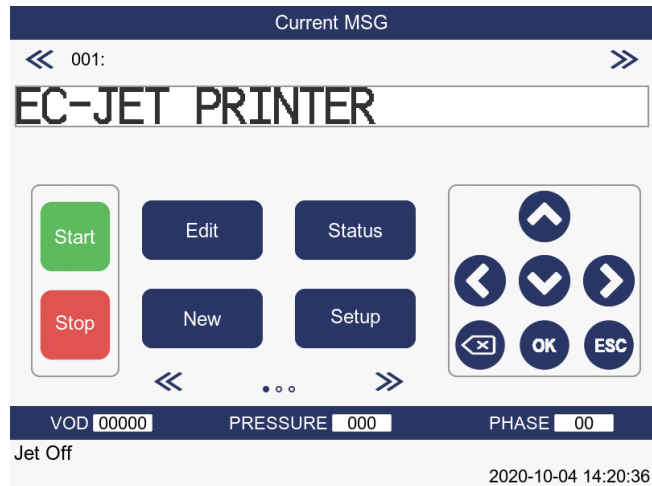 Current MSG
001:
EC-JET PRINTER
Start
Edit
Status
Stop
New
Setup
OK
ESC
VOD 00000 PRESSURE 000 PHASE 00
Jet Off
2020-10-04 14:20:36